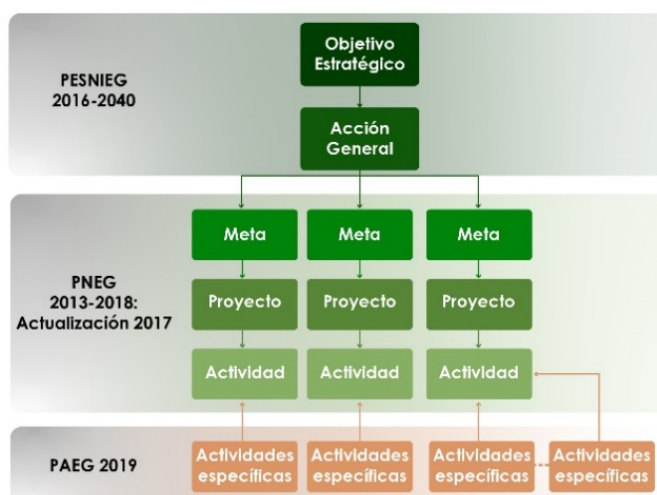 PESNIEG
2016-2040
Objetivo
Estratégico
Acción
General
PNEG
2013-2018:
Actualización 2017
Meta Meta Meta
Proyecto Proyecto Proyecto
Actividad Actividad Actividad
PAEG 2019
Actividades
específicas
Actividades
específicas
Actividades
específicas
Actividades
específicas